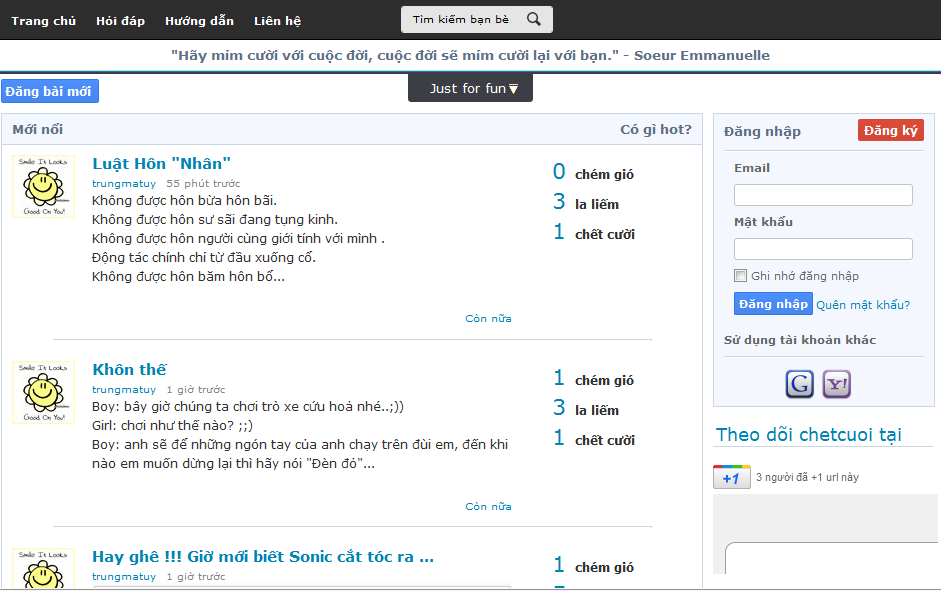 Trang chủ Hỏi đáp Hướng dẫn Liên hệ Tìm kiếm bạn bè
"Hãy mỉm cười với cuộc đời, cuộc đời sẽ mỉm cười lại với bạn." - Soeur Emmanuelle
Just for fun
Đăng bài mới
Mới nổi Có gì hot?
Smile It Looks
Good On You!
Luật Hôn "Nhân"
trungmatuy 55 phút trước
Không được hôn bừa hôn bãi.
Không được hôn sư sãi đang tụng kinh.
Không được hôn người cùng giới tính với mình .
Động tác chính chỉ từ đầu xuống cổ.
Không được hôn băm hôn bổ...
0 chém gió
3 la liếm
1 chết cười
Còn nữa
Smile It Looks
Good On You!
Khôn thế
trungmatuy 1 giờ trước
Boy: bây giờ chúng ta chơi trò xe cứu hoả nhé..;))
Girl: chơi như thế nào? ;;)
Boy: anh sẽ để những ngón tay của anh chạy trên đùi em, đến khi
nào em muốn dừng lại thì hãy nói "Đèn đỏ"...
1 chém gió
3 la liếm
1 chết cười
Còn nữa
Smile It Looks
Hay ghê !!! Giờ mới biết Sonic cắt tóc ra ...
trungmatuy 1 giờ trước
1 chém gió
Đăng nhập Đăng ký
Email
Mật khẩu
Ghi nhớ đăng nhập
Đăng nhập Quên mật khẩu?
Sử dụng tài khoản khác
G Y!
Theo dõi chetcuoi tại
+1 3 người đã +1 url này